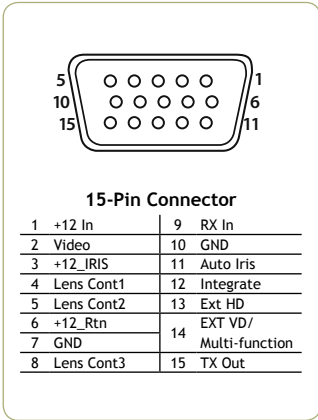 5 1
10 6
15 11
15-Pin Connector
1 +12 In 9 RX In
2 Video 10 GND
3 +12_IRIS 11 Auto Iris
4 Lens Cont1 12 Integrate
5 Lens Cont2 13 Ext HD
6 +12_Rtn 14 EXT VD/
7 GND Multi-function
8 Lens Cont3 15 TX Out